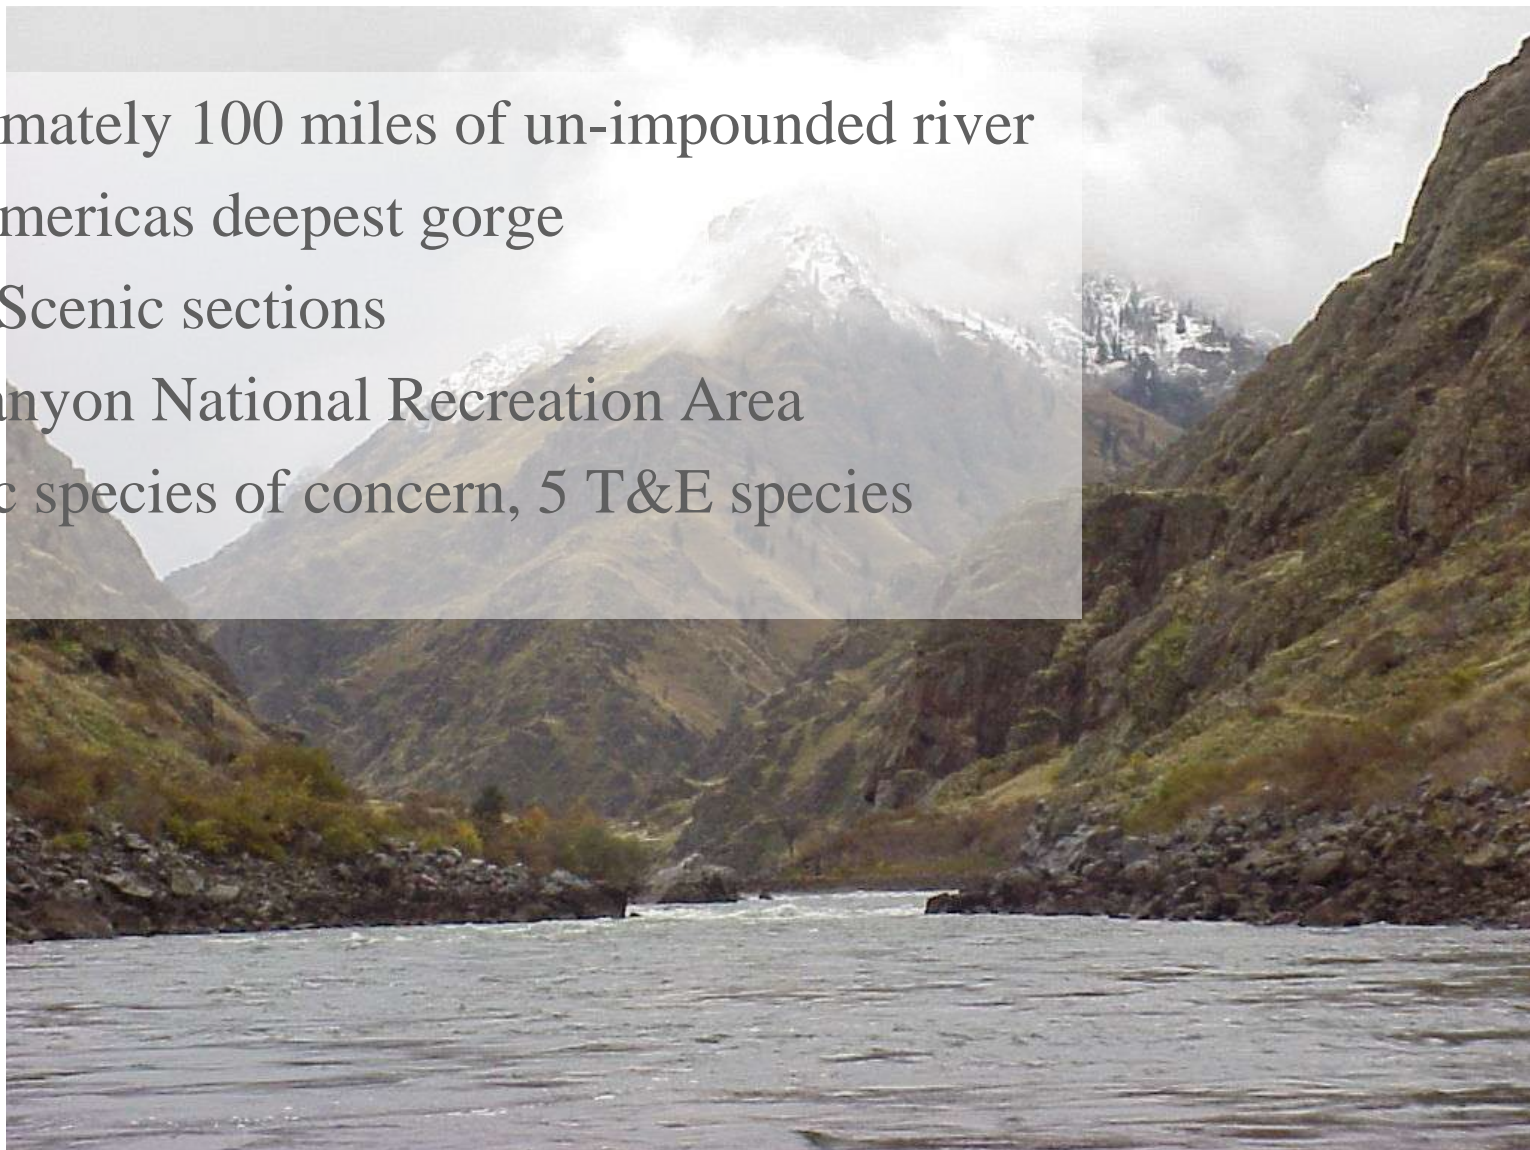 mately 100 miles of un-impounded river
mericas deepest gorge
Scenic sections
anyon National Recreation Area
c species of concern, 5 T&E species